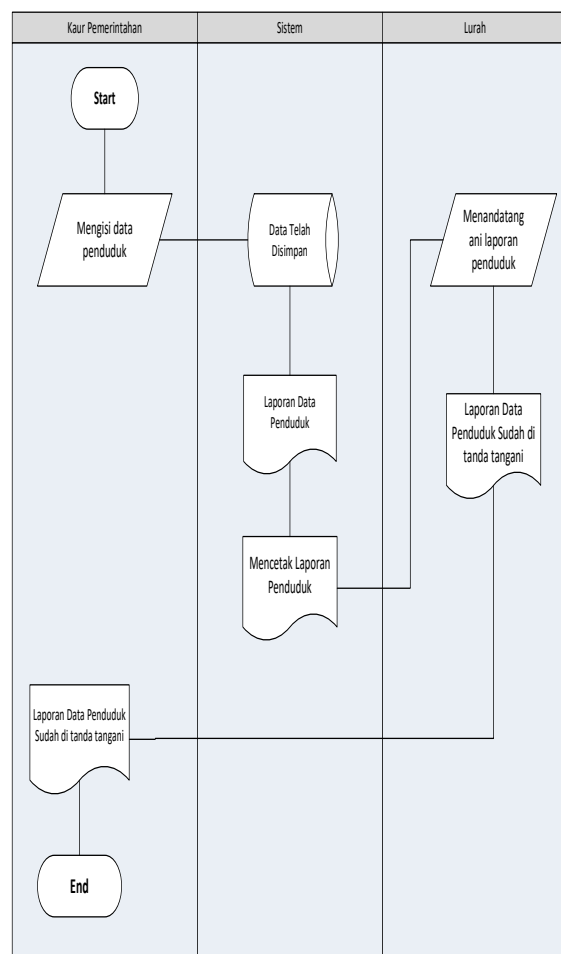 Kaur Pemerintahan
Sistem
Lurah
Start
Mengisi data
penduduk
Data Telah
Disimpan
Menandatang
ani laporan
penduduk
Laporan Data
Penduduk
Laporan Data
Penduduk Sudah di
tanda tangani
Mencetak Laporan
Penduduk
Laporan Data Penduduk
Sudah di tanda tangani
End